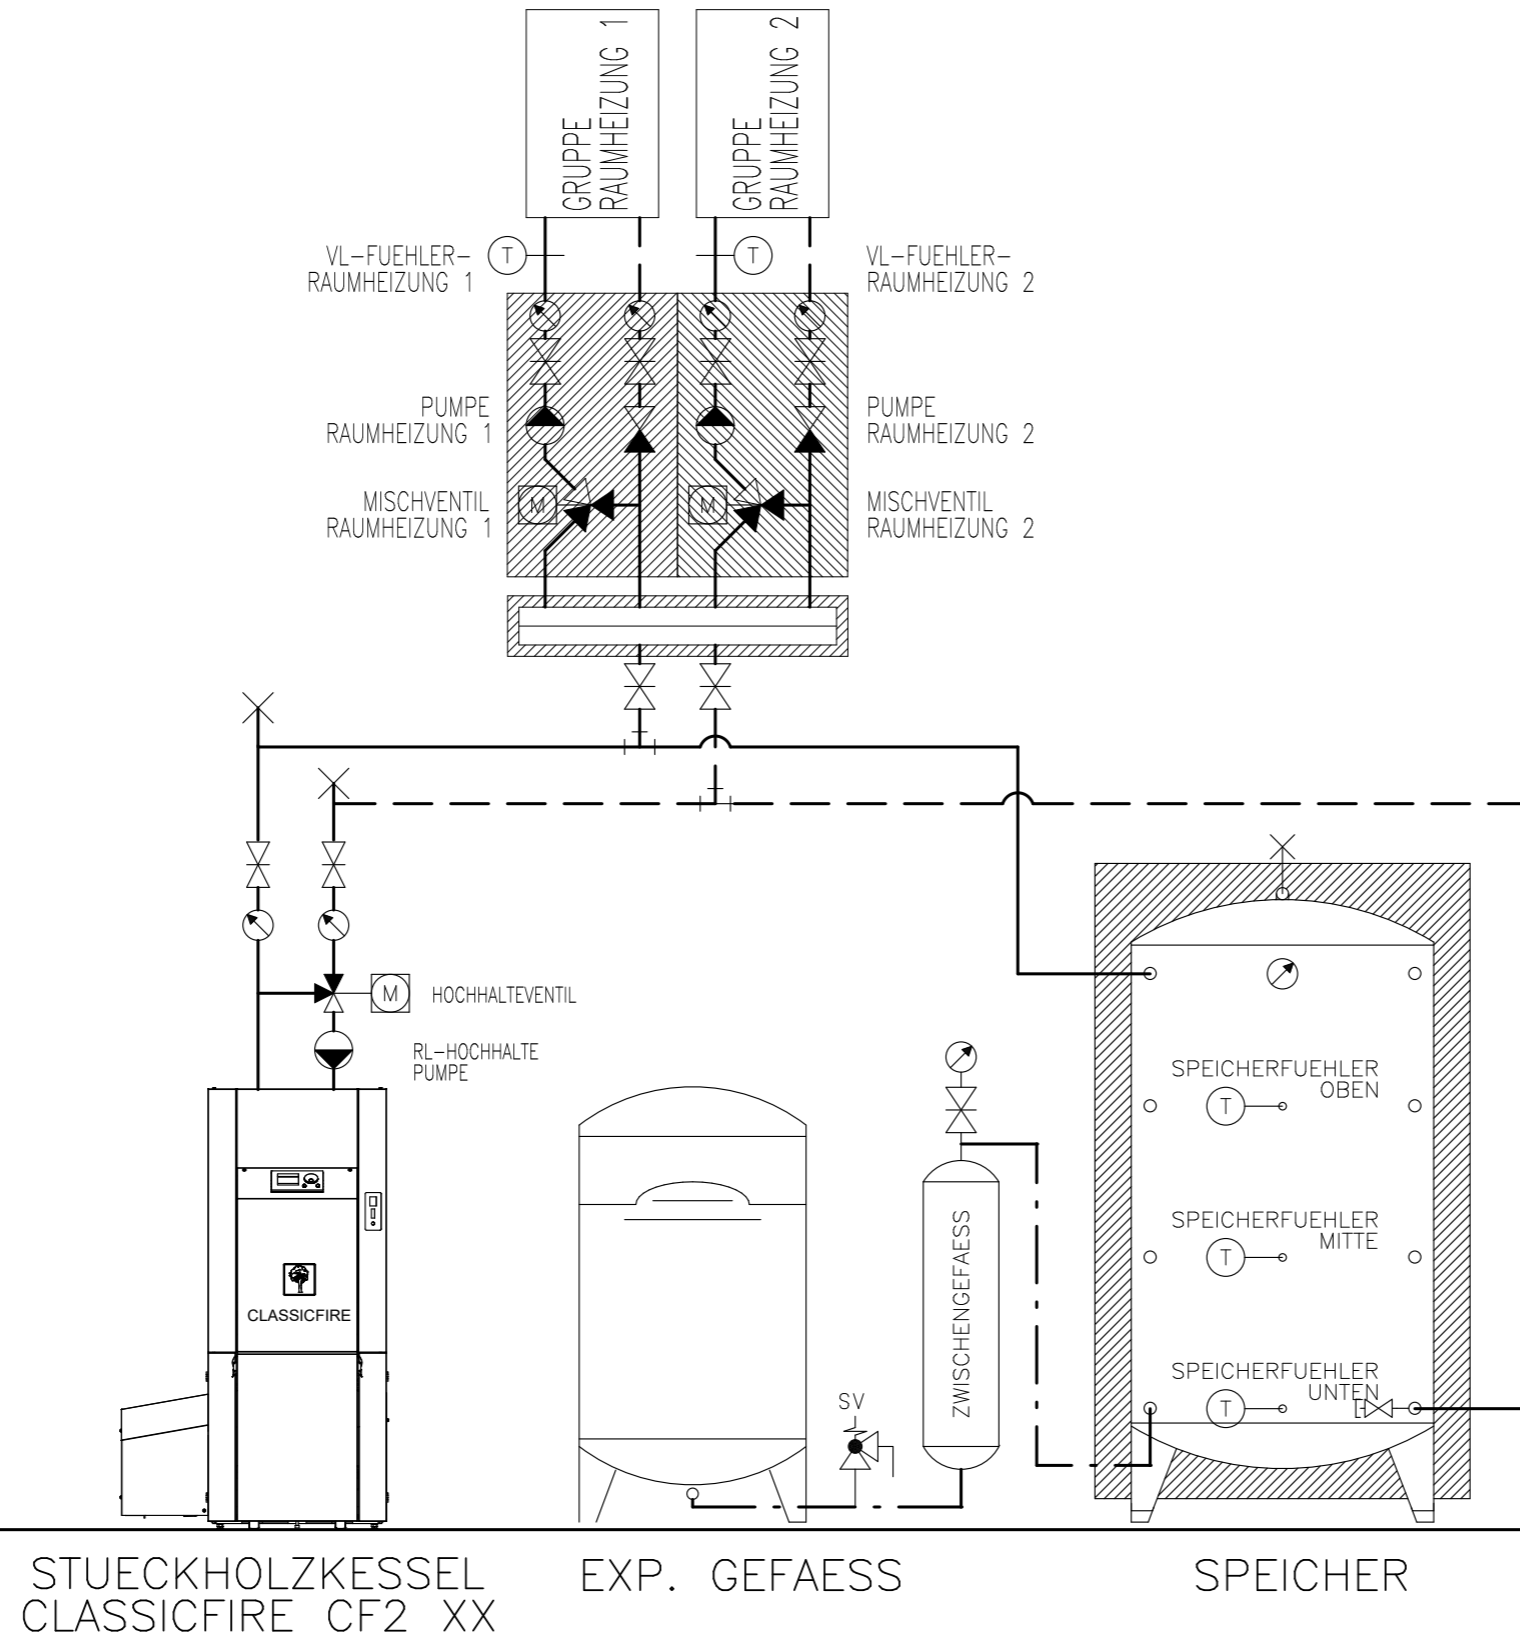 GRUPPE
RAUMHEIZUNG 1
GRUPPE
RAUMHEIZUNG 2
VL-FUEHLER-
RAUMHEIZUNG 1
T
T
VL-FUEHLER-
RAUMHEIZUNG 2
PUMPE
RAUMHEIZUNG 1
PUMPE
RAUMHEIZUNG 2
MISCHVENTIL
RAUMHEIZUNG 1
M
M
MISCHVENTIL
RAUMHEIZUNG 2
M
HOCHHALTEVENTIL
RL-HOCHHALTE
PUMPE
SPEICHERFUEHLER
OBEN
T
SPEICHERFUEHLER
MITTE
T
SPEICHERFUEHLER
UNTEN
T
ZWISCHENGEFAESS
SV
CLASSICFIRE
STUECKHOLZKESSEL
CLASSICFIRE CF2 XX
EXP. GEFAESS
SPEICHER